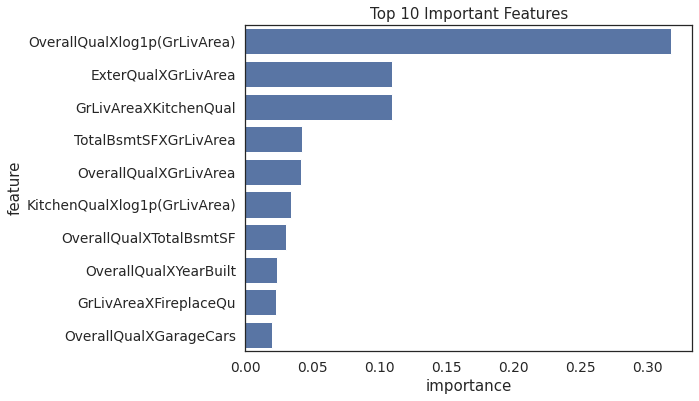 Top 10 Important Features
OverallQualXlog1p(GrLivArea)
ExterQualXGrLivArea
GrLivAreaXKitchenQual
TotalBsmtSFXGrLivArea
OverallQualXGrLivArea
KitchenQualXlog1p(GrLivArea)
OverallQualXTotalBsmtSF
OverallQualXYearBuilt
GrLivAreaXFireplaceQu
OverallQualXGarageCars
feature
0.00 0.05 0.10 0.15 0.20 0.25 0.30
importance